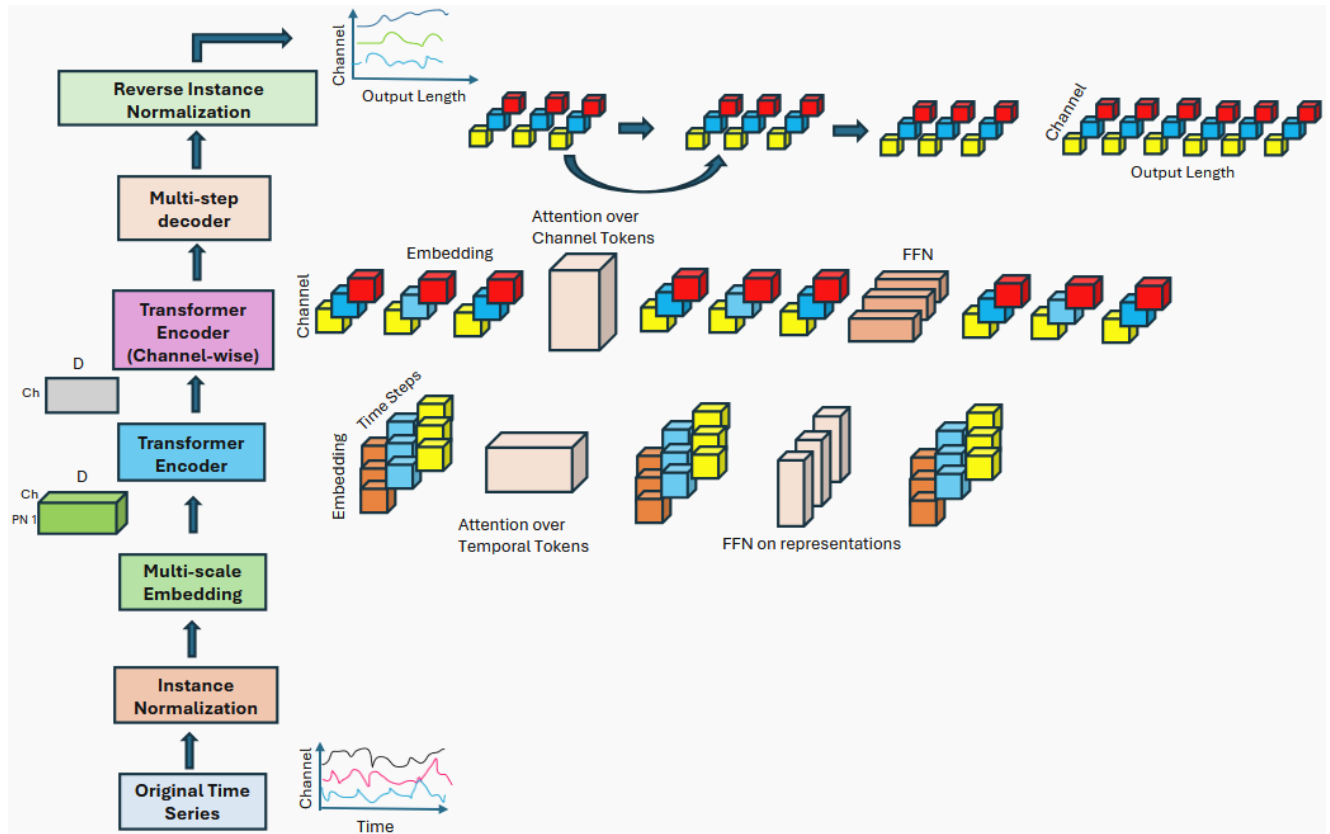 Channel
Output Length
Reverse Instance
Normalization
Channel
Output Length
Multi-step
decoder
Attention over
Channel Tokens
Embedding
FFN
Channel
Transformer
Encoder
(Channel-wise)
D
Ch
Time Steps
Embedding
Transformer
Encoder
D
Ch
PN 1
Attention over
Temporal Tokens
FFN on representations
Multi-scale
Embedding
Instance
Normalization
Channel
Original Time
Series
Time